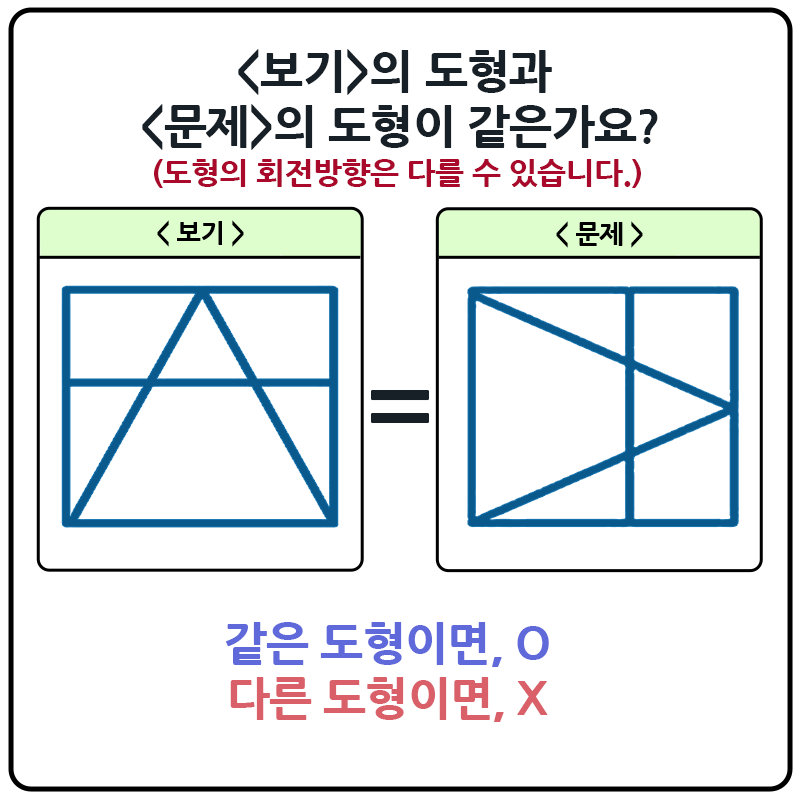 <보기>의 도형과
<문제>의 도형이 같은가요?
(도형의 회전방향은 다를 수 있습니다.)
< 보기 >
< 문제 >
=
같은 도형이면, O
다른 도형이면, X